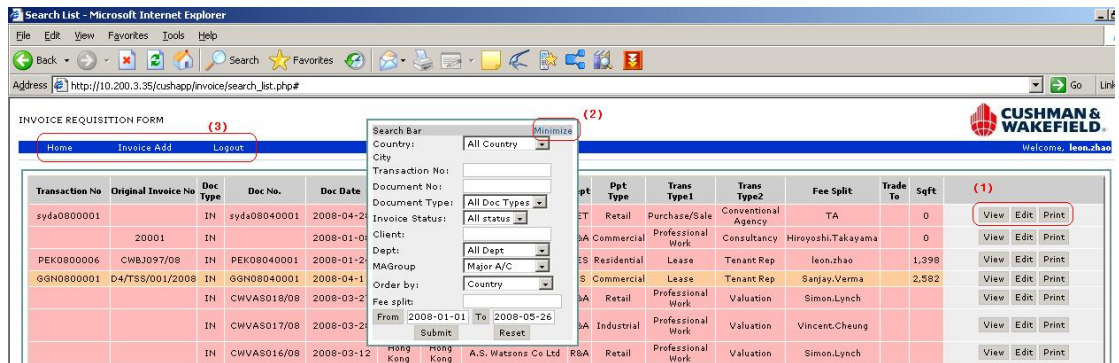 Search List - Microsoft Internet Explorer
File Edit View Favorites Tools Help
Back Search Favorites
Address http://10.200.3.35/cushapp/invoice/search_list.php# Go Link
INVOICE REQUISITION FORM
(3)
(2)
CUSHMAN & WAKEFIELD.
Home Invoice Add Logout
Welcome, leon.zhao
Search Bar Minimize
Country: All Country
City
Transaction No:
Document No:
Document Type: All Doc Types
Invoice Status: All status
Client:
Dept: All Dept
MAGroup Major A/C
Order by: Country
Fee split:
From 2008-01-01 To 2008-05-26
Submit Reset
Transaction No Original Invoice No Doc Type Doc No. Doc Date Ppt Type Trans Type1 Trans Type2 Fee Split Trade To Sqft (1)
syda0800001 IN syda08040001 2008-04-2 Retail Purchase/Sale Conventional Agency TA 0 View Edit Print
20001 IN 2008-01-0 Commercial Professional Work Consultancy Hiroyoshi.Takayama 0 View Edit Print
PEK0800006 CWBJ097/08 IN PEK08040001 2008-01-2 Residential Lease Tenant Rep leon.zhao 1,398 View Edit Print
GGN0800001 D4/TSS/001/2008 IN GGN08040001 2008-04-1 Commercial Lease Tenant Rep Sanjay.Verma 2,582 View Edit Print
IN CWVAS018/08 2008-03-2 Retail Professional Work Valuation Simon.Lynch View Edit Print
IN CWVAS017/08 2008-03-2 Industrial Professional Work Valuation Vincent.Cheung View Edit Print
IN CWVAS016/08 2008-03-12 Hong Kong Hong Kong A.S. Watsons Co Ltd R&A Retail Professional Work Valuation Simon.Lynch View Edit Print